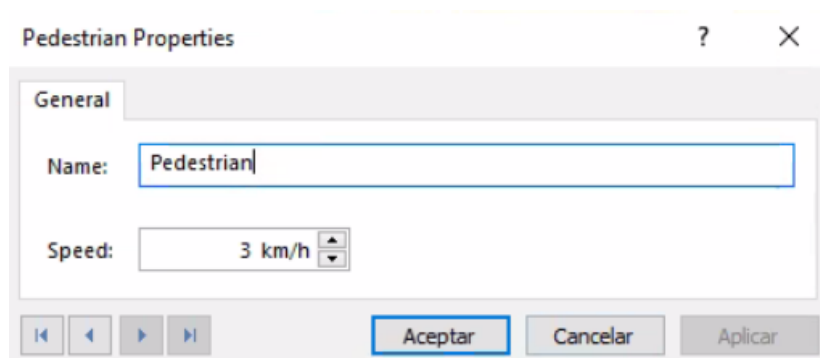 Pedestrian Properties ?
General
Name: Pedestrian
Speed: 3 km/h
Aceptar Cancelar Aplicar